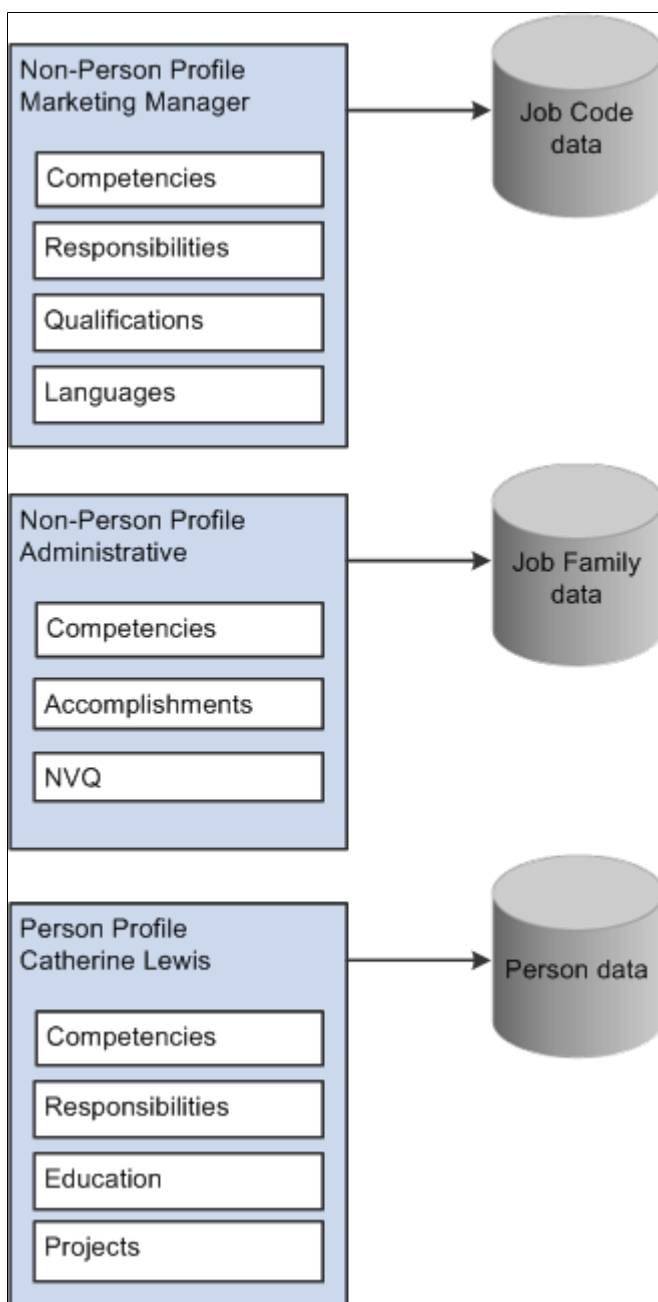 Non-Person Profile
Marketing Manager
Competencies
Responsibilities
Qualifications
Languages
Job Code
data
Non-Person Profile
Administrative
Competencies
Accomplishments
NVQ
Job Family
data
Person Profile
Catherine Lewis
Competencies
Responsibilities
Education
Projects
Person data